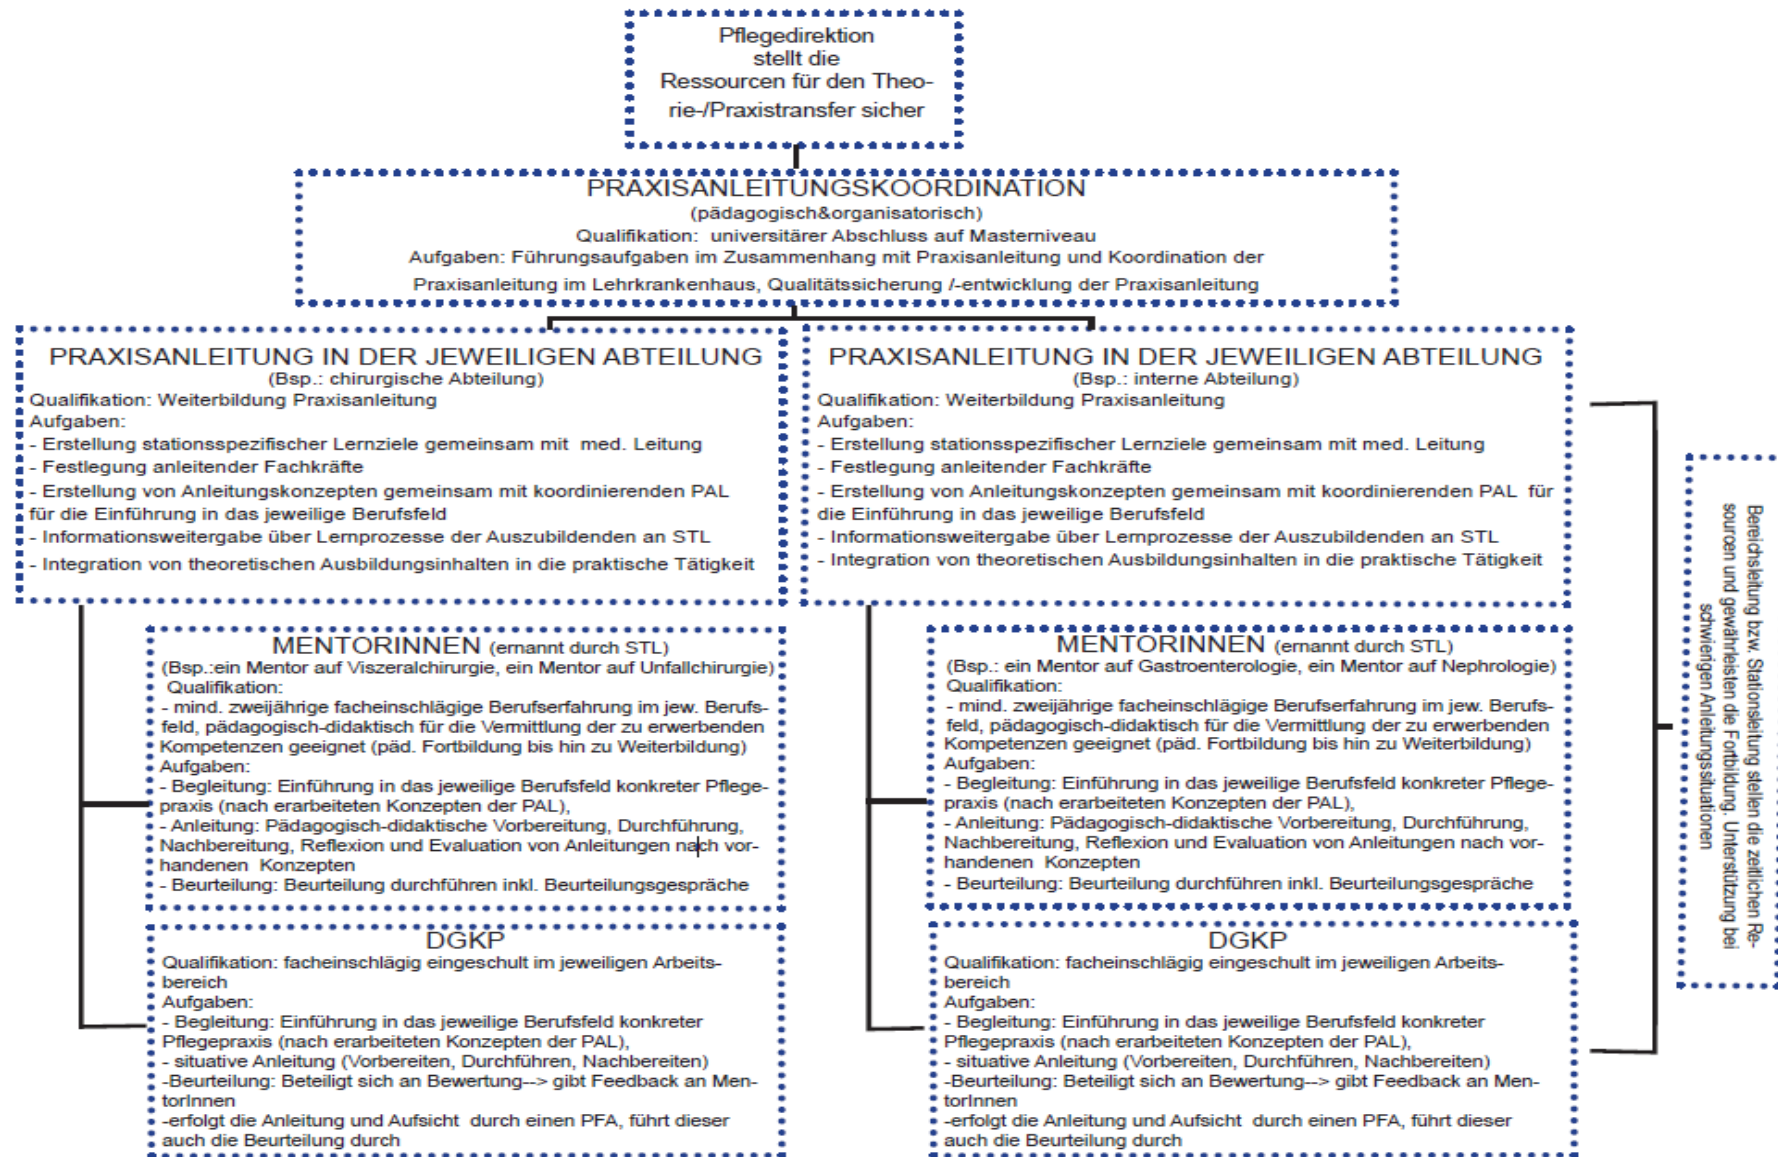 Pflegedirektion
stellt die
Ressourcen für den Theo-
rie-/Praxistransfer sicher
PRAXISANLEITUNGSKOORDINATION
(pädagogisch&organisatorisch)
Qualifikation: universitärer Abschluss auf Masterniveau
Aufgaben: Führungsaufgaben im Zusammenhang mit Praxisanleitung und Koordination der
Praxisanleitung im Lehrkrankenhaus, Qualitätssicherung /-entwicklung der Praxisanleitung
PRAXISANLEITUNG IN DER JEWEILIGEN ABTEILUNG
(Bsp.: chirurgische Abteilung)
Qualifikation: Weiterbildung Praxisanleitung
Aufgaben:
- Erstellung stationsspezifischer Lernziele gemeinsam mit med. Leitung
- Festlegung anleitender Fachkräfte
- Erstellung von Anleitungskonzepten gemeinsam mit koordinierenden PAL
für die Einführung in das jeweilige Berufsfeld
- Informationsweitergabe über Lernprozesse der Auszubildenden an STL
- Integration von theoretischen Ausbildungsinhalten in die praktische Tätigkeit
MENTORINNEN (ernannt durch STL)
(Bsp.:ein Mentor auf Viszeralchirurgie, ein Mentor auf Unfallchirurgie)
Qualifikation:
- mind. zweijährige facheinschlägige Berufserfahrung im jew. Berufs-
feld, pädagogisch-didaktisch für die Vermittlung der zu erwerbenden
Kompetenzen geeignet (päd. Fortbildung bis hin zu Weiterbildung)
Aufgaben:
- Begleitung: Einführung in das jeweilige Berufsfeld konkreter Pflege-
praxis (nach erarbeiteten Konzepten der PAL),
- Anleitung: Pädagogisch-didaktische Vorbereitung, Durchführung,
Nachbereitung, Reflexion und Evaluation von Anleitungen nach vor-
handenen Konzepten
- Beurteilung: Beurteilung durchführen inkl. Beurteilungsgespräche
DGKP
Qualifikation: facheinschlägig eingeschult im jeweiligen Arbeits-
bereich
Aufgaben:
- Begleitung: Einführung in das jeweilige Berufsfeld konkreter
Pflegepraxis (nach erarbeiteten Konzepten der PAL),
- situative Anleitung (Vorbereiten, Durchführen, Nachbereiten)
-Beurteilung: Beteiligt sich an Bewertung--> gibt Feedback an Men-
torInnen
-erfolgt die Anleitung und Aufsicht durch einen PFA, führt dieser
auch die Beurteilung durch
PRAXISANLEITUNG IN DER JEWEILIGEN ABTEILUNG
(Bsp.: interne Abteilung)
Qualifikation: Weiterbildung Praxisanleitung
Aufgaben:
- Erstellung stationsspezifischer Lernziele gemeinsam mit med. Leitung
- Festlegung anleitender Fachkräfte
- Erstellung von Anleitungskonzepten gemeinsam mit koordinierenden PAL für
die Einführung in das jeweilige Berufsfeld
- Informationsweitergabe über Lernprozesse der Auszubildenden an STL
- Integration von theoretischen Ausbildungsinhalten in die praktische Tätigkeit
MENTORINNEN (ernannt durch STL)
(Bsp.: ein Mentor auf Gastroenterologie, ein Mentor auf Nephrologie)
Qualifikation:
- mind. zweijährige facheinschlägige Berufserfahrung im jew. Berufs-
feld, pädagogisch-didaktisch für die Vermittlung der zu erwerbenden
Kompetenzen geeignet (päd. Fortbildung bis hin zu Weiterbildung)
Aufgaben:
- Begleitung: Einführung in das jeweilige Berufsfeld konkreter Pflege-
praxis (nach erarbeiteten Konzepten der PAL),
- Anleitung: Pädagogisch-didaktische Vorbereitung, Durchführung,
Nachbereitung, Reflexion und Evaluation von Anleitungen nach vor-
handenen Konzepten
- Beurteilung: Beurteilung durchführen inkl. Beurteilungsgespräche
DGKP
Qualifikation: facheinschlägig eingeschult im jeweiligen Arbeits-
bereich
Aufgaben:
- Begleitung: Einführung in das jeweilige Berufsfeld konkreter
Pflegepraxis (nach erarbeiteten Konzepten der PAL),
- situative Anleitung (Vorbereiten, Durchführen, Nachbereiten)
-Beurteilung: Beteiligt sich an Bewertung--> gibt Feedback an Men-
torInnen
-erfolgt die Anleitung und Aufsicht durch einen PFA, führt dieser
auch die Beurteilung durch
Bereichsleitung bzw. Stationsleitung stellen die zeitlichen Re-
sourcen und gewährleisten die Fortbildung, Unterstützung bei
schwierigen Anleitungssituationen